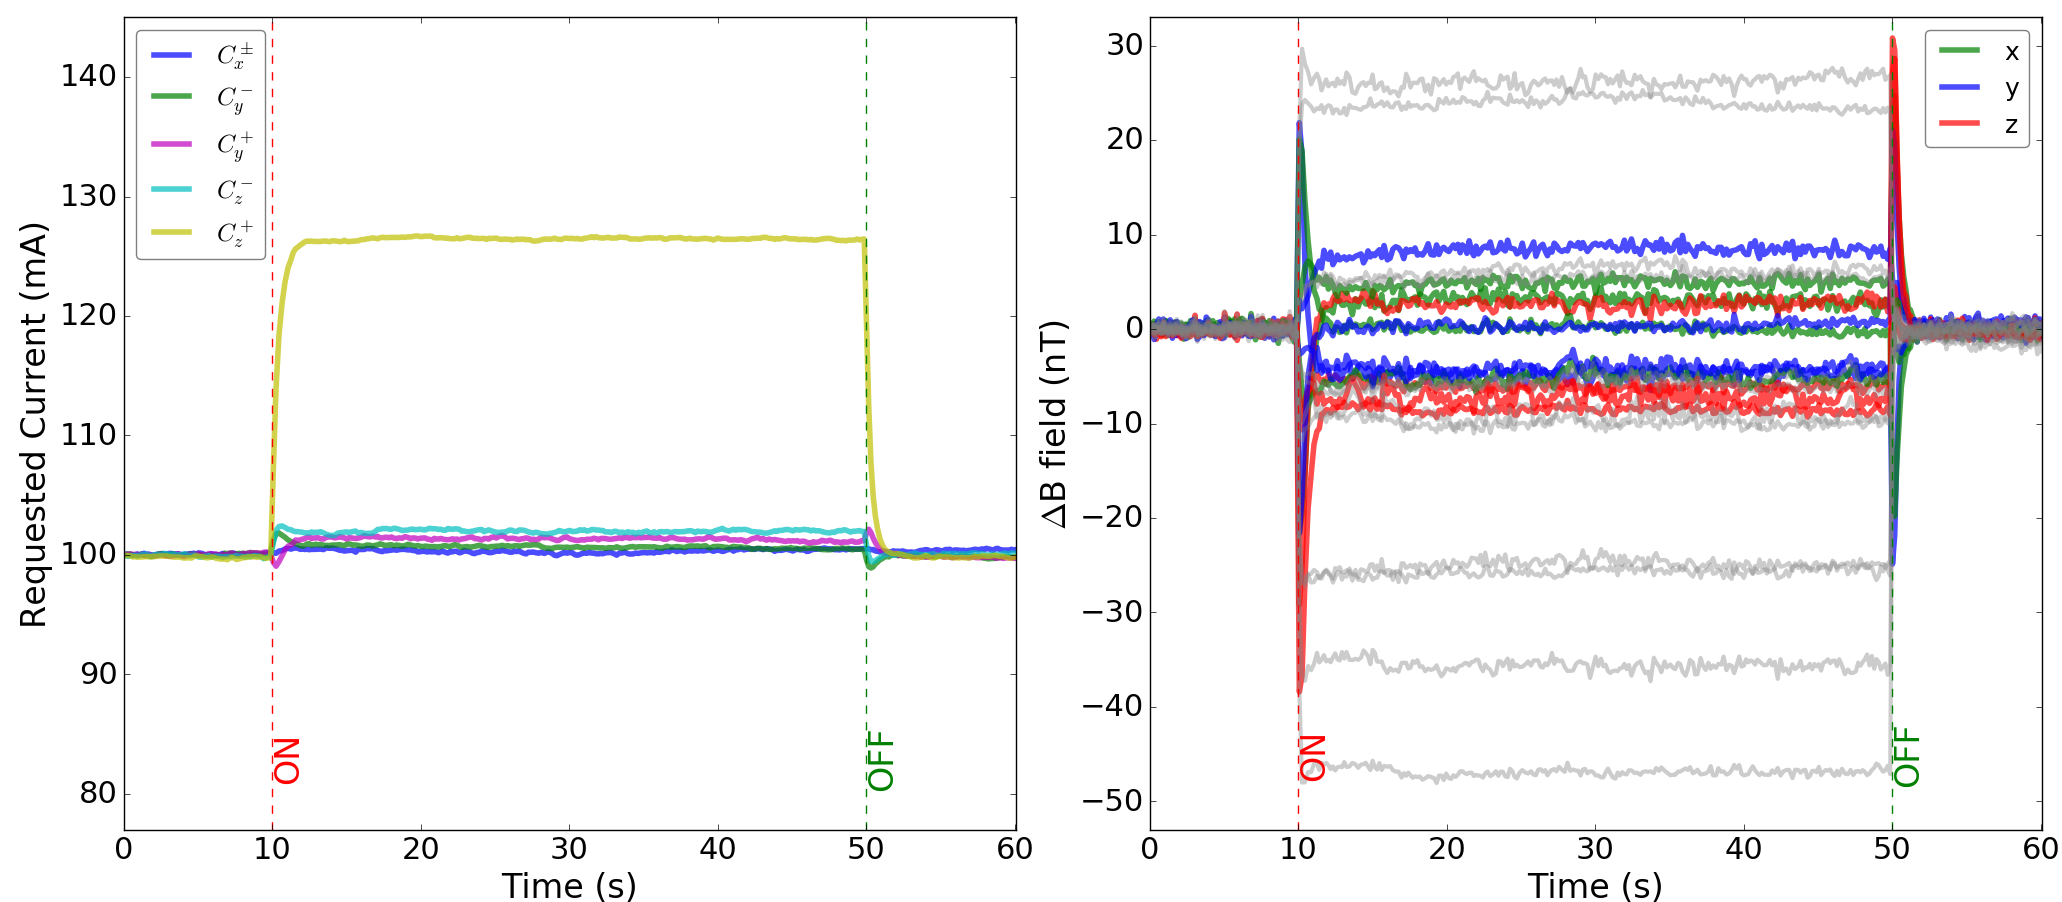 Requested Current (mA)
140
130
120
110
100
90
80
$C_x^{\pm}$
$C_y^{-}$
$C_y^{+}$
$C_z^{-}$
$C_z^{+}$
ON
OFF
0 10 20 30 40 50 60
Time (s)
ΔB field (nT)
30
20
10
0
−10
−20
−30
−40
−50
x
y
z
ON
OFF
0 10 20 30 40 50 60
Time (s)